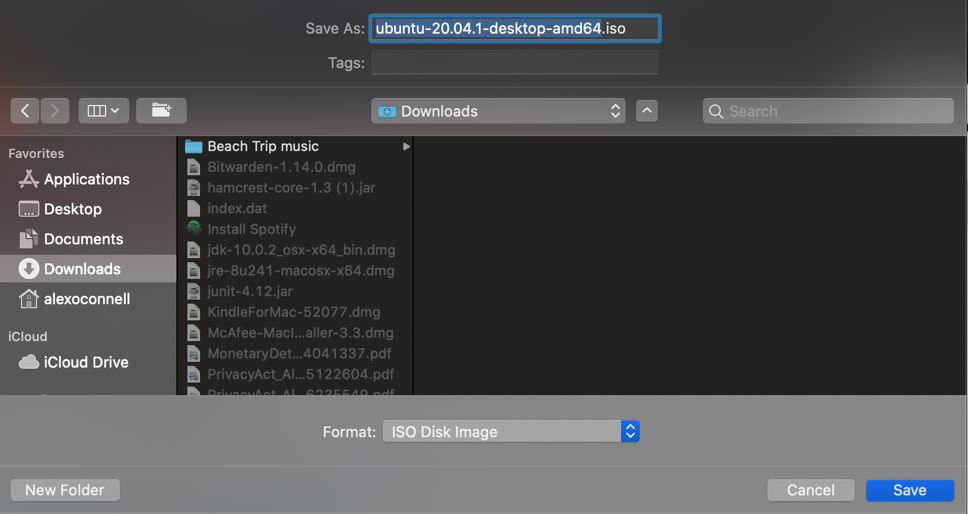 Save As: ubuntu-20.04.1-desktop-amd64.iso
Tags:
Downloads
Search
Favorites
Applications
Desktop
Documents
Downloads
alexoconnell
iCloud
iCloud Drive
Beach Trip music
Bitwarden-1.14.0.dmg
hamcrest-core-1.3 (1).jar
index.dat
Install Spotify
jdk-10.0.2_osx-x64_bin.dmg
jre-8u241-macosx-x64.dmg
junit-4.12.jar
KindleForMac-52077.dmg
McAfee-MacI...aller-3.3.dmg
MonetaryDet...4041337.pdf
PrivacyAct_Al...5122604.pdf
PrivacyAct_Al...6235549.pdf
Format: ISO Disk Image
New Folder
Cancel
Save